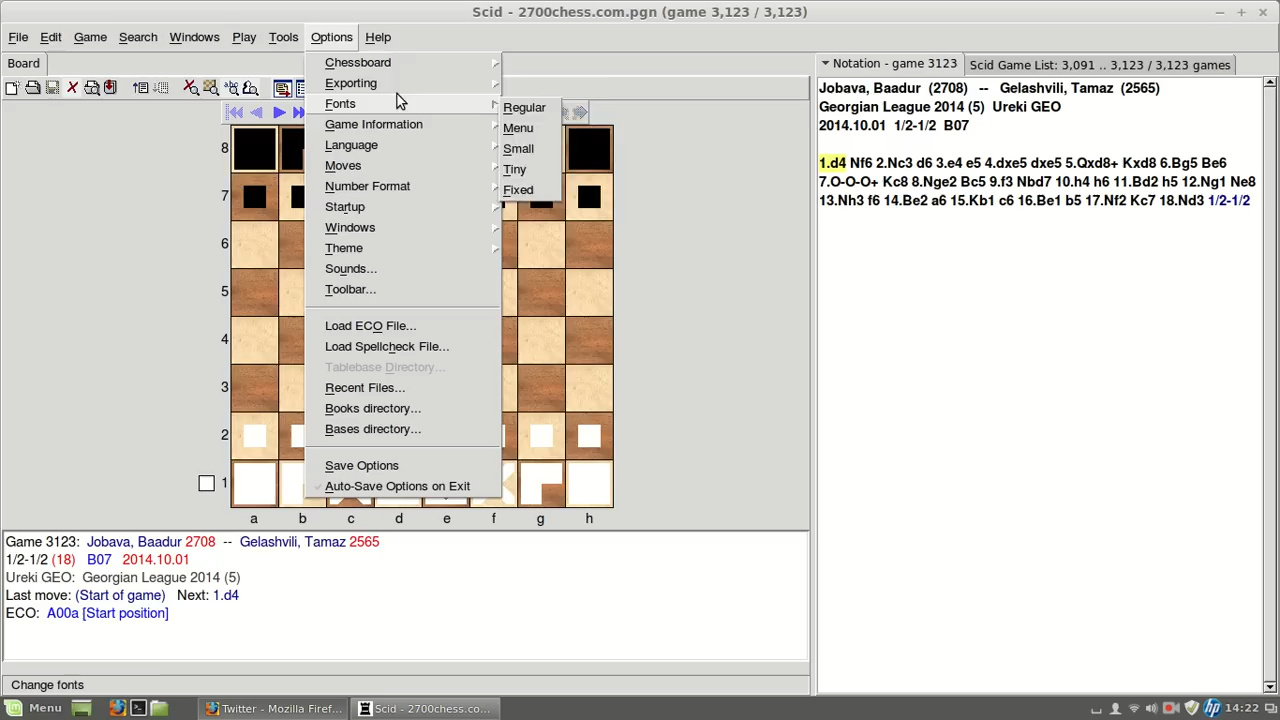 Scid - 2700chess.com.pgn (game 3,123 / 3,123)
File Edit Game Search Windows Play Tools Options Help
Board
Chessboard
Exporting
Fonts
Game Information
Language
Moves
Number Format
Startup
Windows
Theme
Sounds...
Toolbar...
Load ECO File...
Load Spellcheck File...
Tablebase Directory...
Recent Files...
Books directory...
Bases directory...
Save Options
Auto-Save Options on Exit
Regular
Menu
Small
Tiny
Fixed
8
7
6
5
4
3
2
1
a b c d e f g h
Notation - game 3123 Scid Game List: 3,091 .. 3,123 / 3,123 games
Jobava, Baadur (2708) -- Gelashvili, Tamaz (2565)
Georgian League 2014 (5) Ureki GEO
2014.10.01 1/2-1/2 B07
1.d4 Nf6 2.Nc3 d6 3.e4 e5 4.dxe5 dxe5 5.Qxd8+ Kxd8 6.Bg5 Be6
7.O-O-O+ Kc8 8.Nge2 Bc5 9.f3 Nbd7 10.h4 h6 11.Bd2 h5 12.Ng1 Ne8
13.Nh3 f6 14.Be2 a6 15.Kb1 c6 16.Be1 b5 17.Nf2 Kc7 18.Nd3 1/2-1/2
Game 3123: Jobava, Baadur 2708 -- Gelashvili, Tamaz 2565
1/2-1/2 (18) B07 2014.10.01
Ureki GEO: Georgian League 2014 (5)
Last move: (Start of game) Next: 1.d4
ECO: A00a [Start position]
Change fonts
Menu Twitter - Mozilla Firef... Scid - 2700chess.co... 14:22